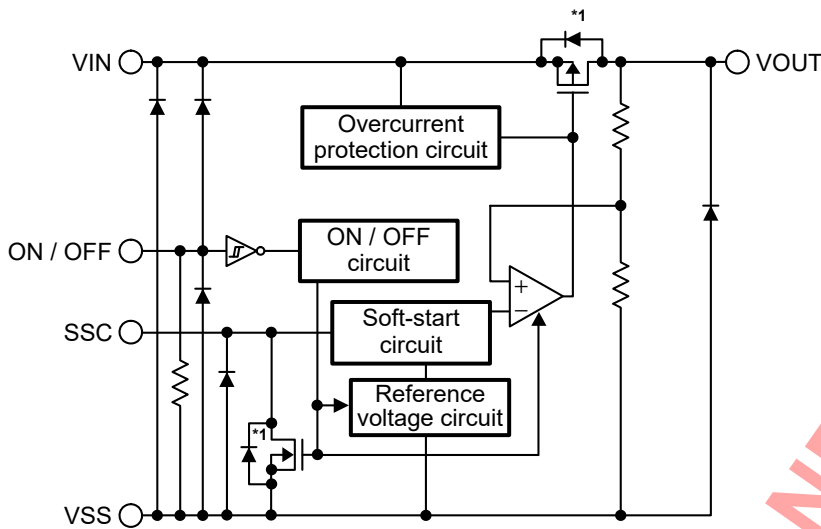 *1
VIN
VOUT
Overcurrent
protection circuit
ON / OFF
ON / OFF
circuit
+
−
SSC
Soft-start
circuit
Reference
voltage circuit
*1
VSS